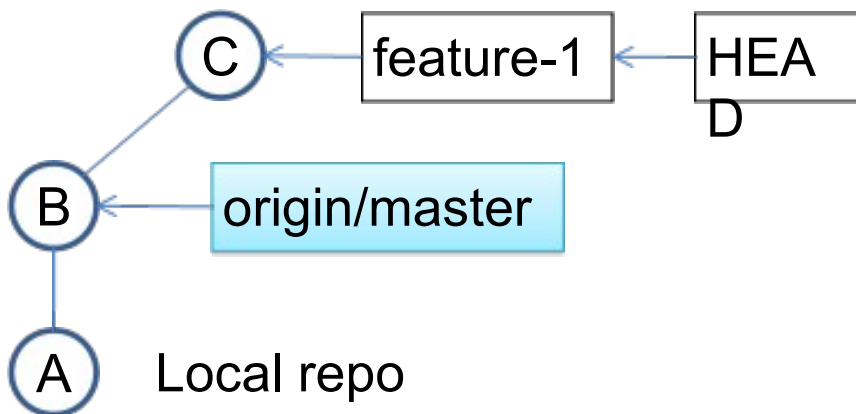 C
feature-1
HEA
D
B
origin/master
A
Local repo